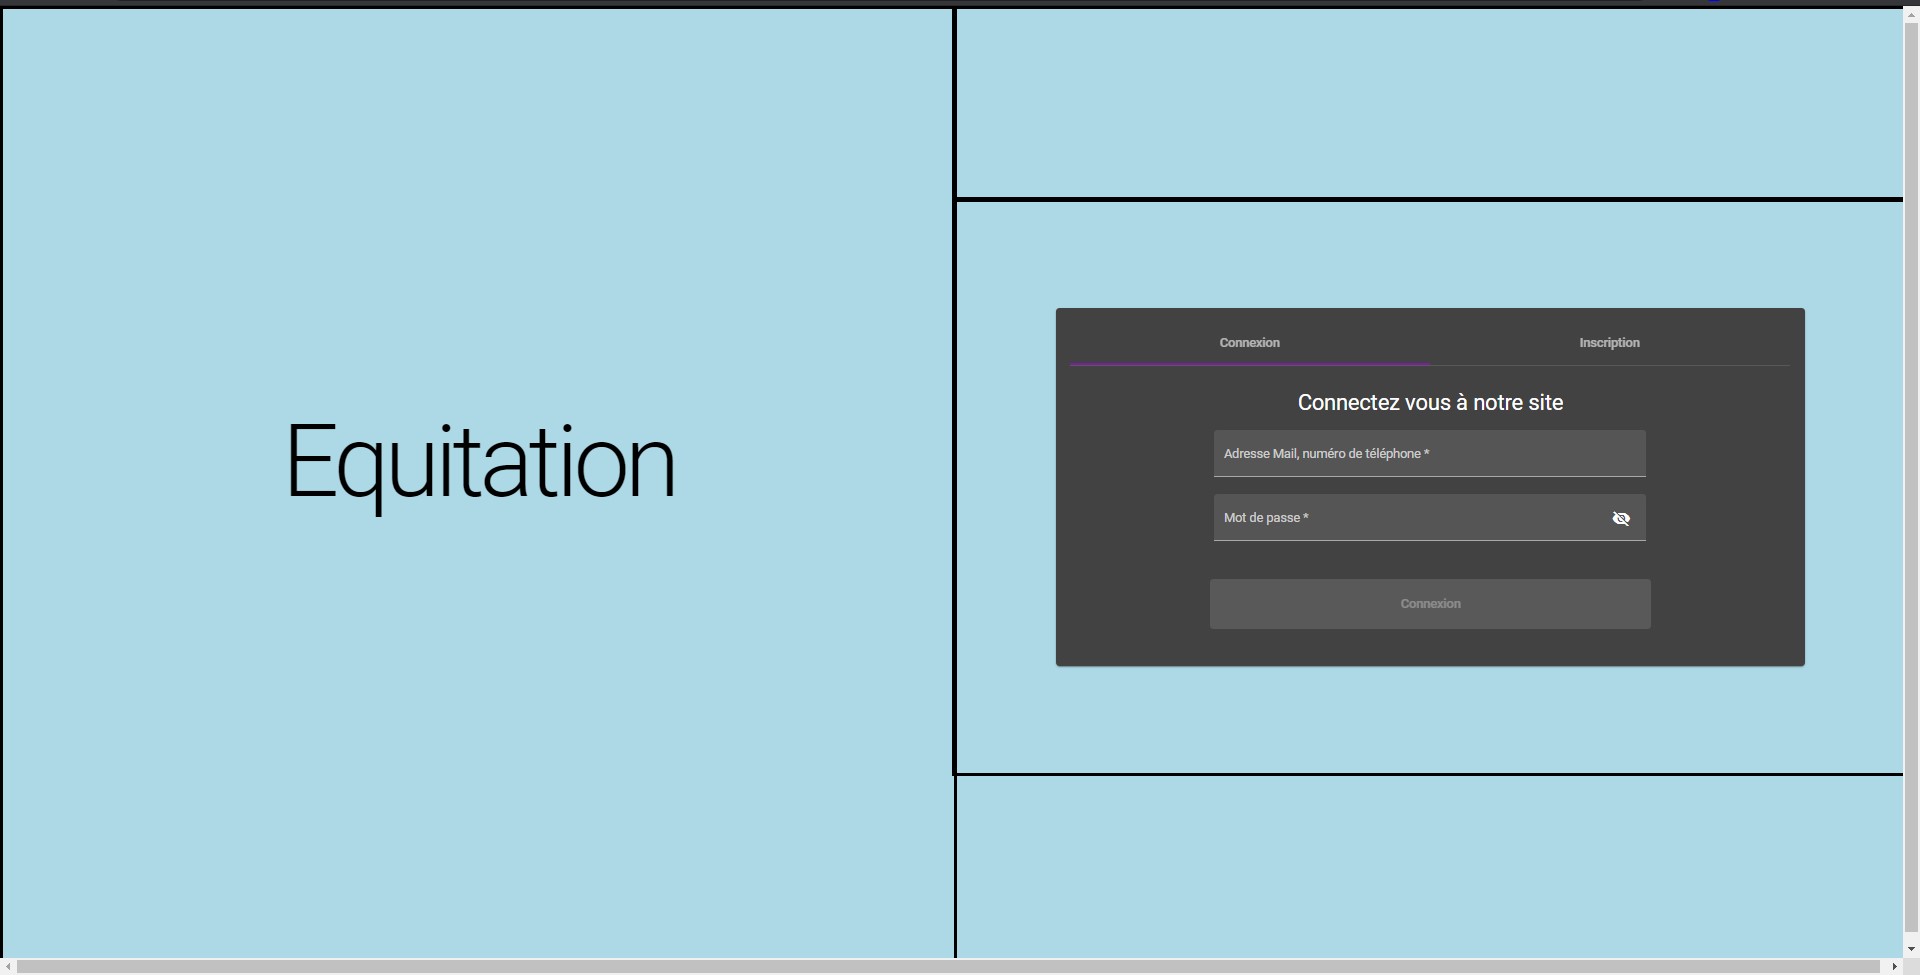 Equitation
Connexion
Inscription
Connectez vous à notre site
Adresse Mail, numéro de téléphone *
Mot de passe *
Connexion